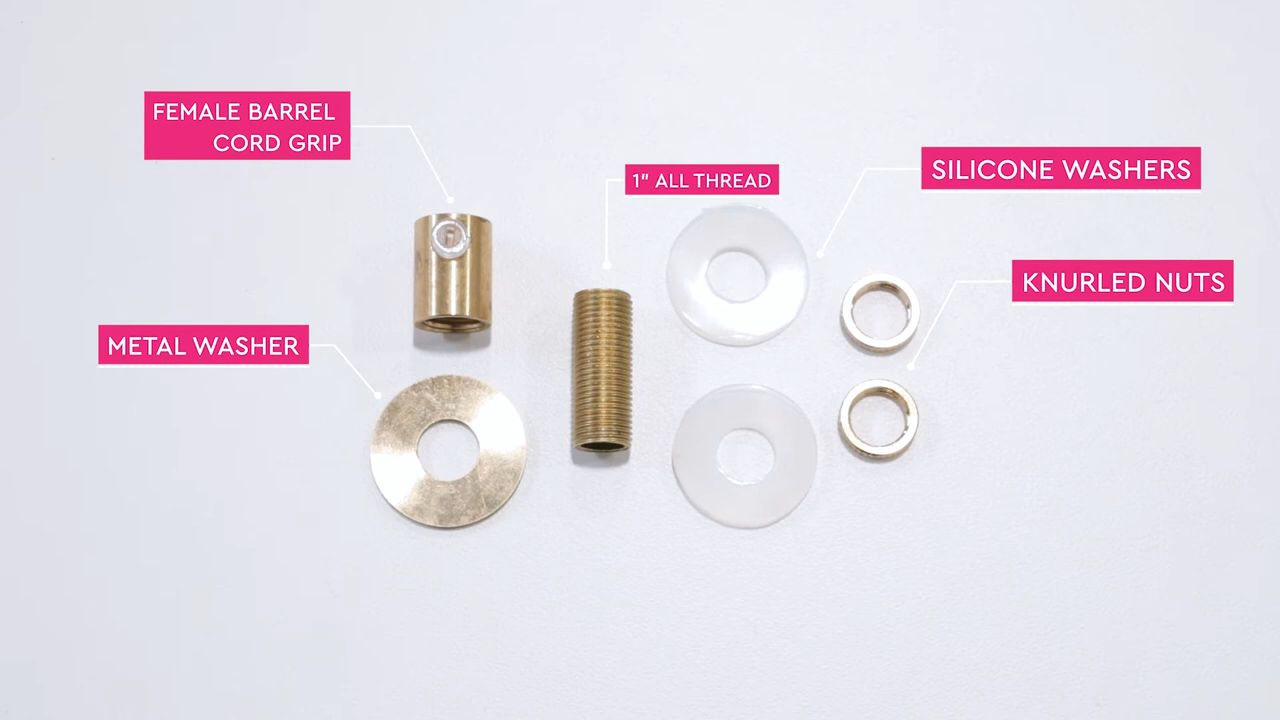 FEMALE BARREL
CORD GRIP
1" ALL THREAD
SILICONE WASHERS
KNURLED NUTS
METAL WASHER